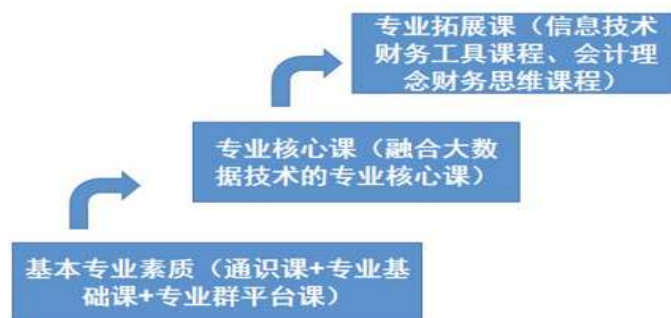 专业拓展课（信息技术
财务工具课程、会计理
念财务思维课程）
专业核心课（融合大数
据技术的专业核心课）
基本专业素质（通识课+专业基
础课+专业群平台课）